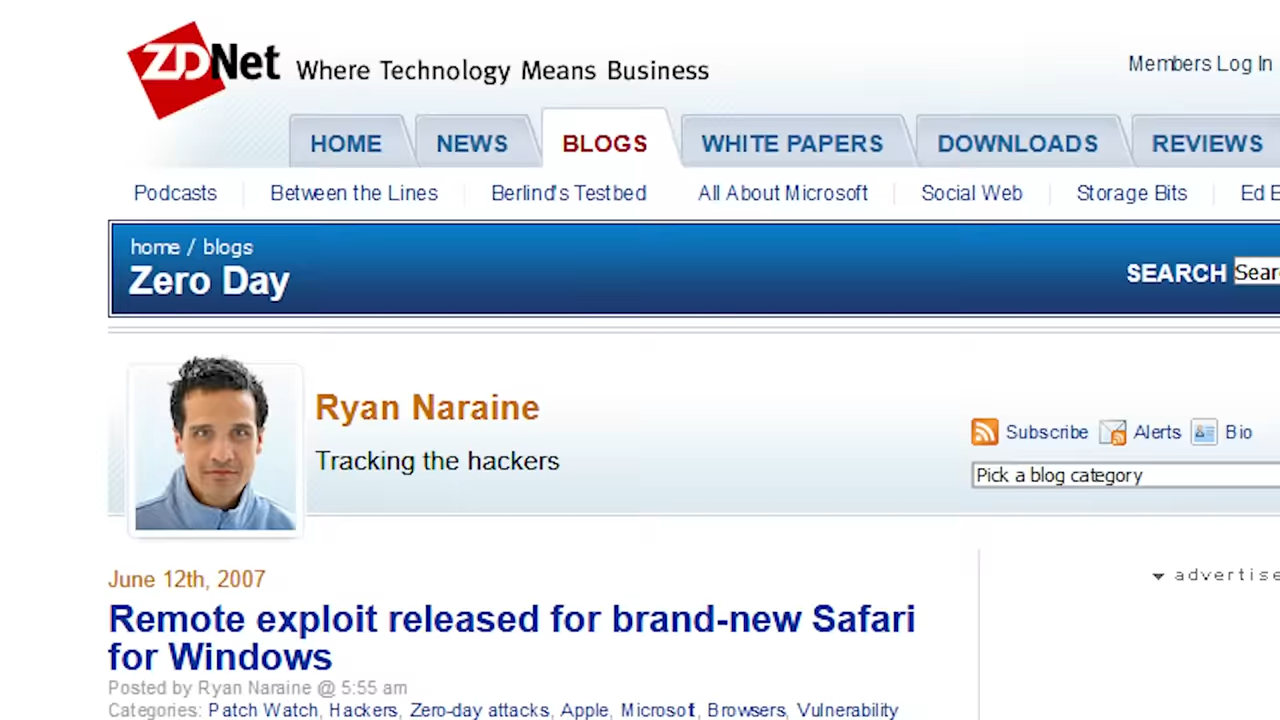 ZDNet Where Technology Means Business
Members Log In
HOME NEWS BLOGS WHITE PAPERS DOWNLOADS REVIEWS
Podcasts Between the Lines Berlind's Testbed All About Microsoft Social Web Storage Bits Ed
home / blogs
Zero Day
SEARCH
Ryan Naraine
Tracking the hackers
Subscribe Alerts Bio
Pick a blog category
June 12th, 2007
advertise
Remote exploit released for brand-new Safari
for Windows
Posted by Ryan Naraine @ 5:55 am
Categories: Patch Watch, Hackers, Zero-day attacks, Apple, Microsoft, Browsers, Vulnerability